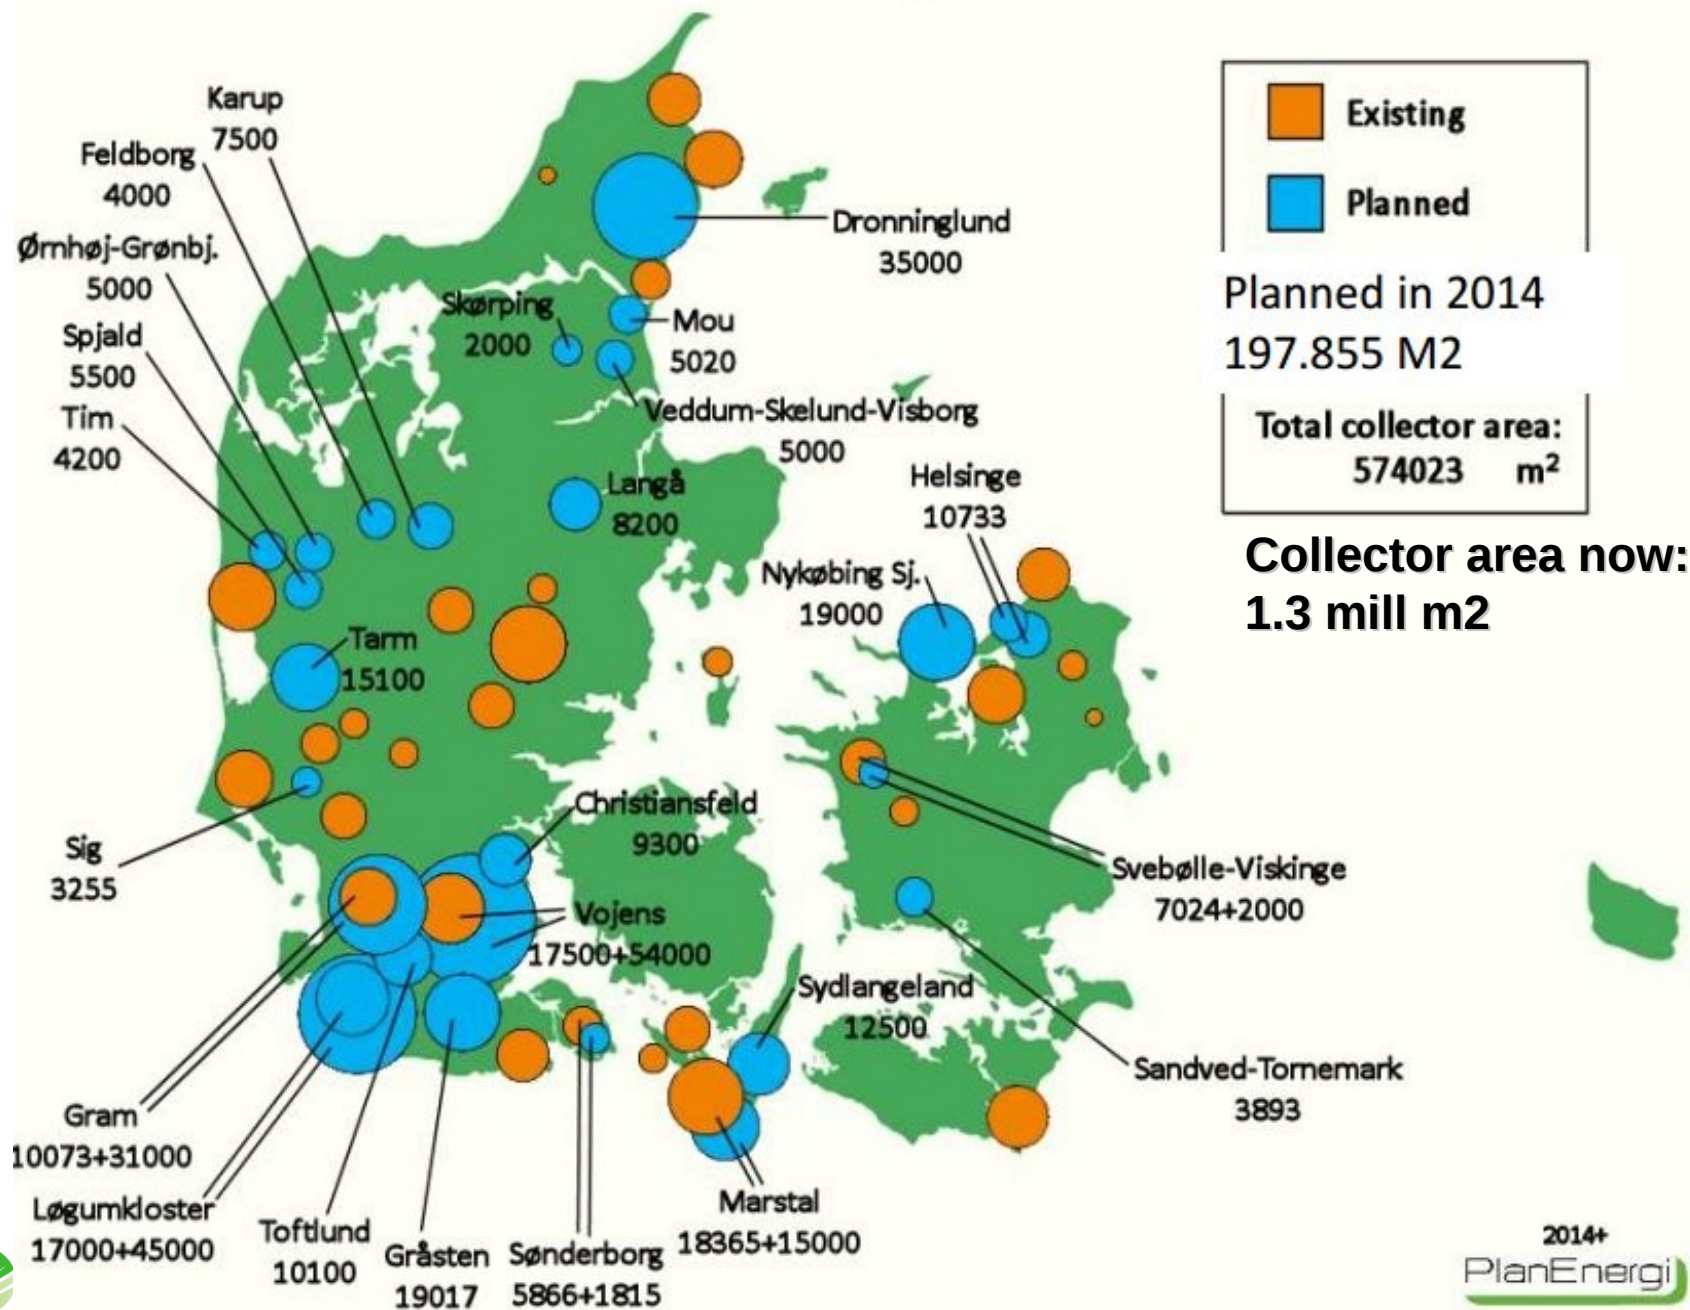 Karup
7500
Feldborg
4000
Ørnhøj-Grønbj.
5000
Spjald
5500
Tim
4200
Skørping
2000
Dronninglund
35000
Mou
5020
Veddum-Skelund-Visborg
5000
Langå
8200
Helsinge
10733
Nykøbing Sj.
19000
Tarm
15100
Christiansfeld
9300
Sig
3255
Vojens
17500+54000
Svebølle-Viskinge
7024+2000
Sydlangeland
12500
Sandved-Tornemark
3893
Gram
10073+31000
Løgumkloster
17000+45000
Toftlund
10100
Gråsten
19017
Sønderborg
5866+1815
Marstal
18365+15000
Existing
Planned
Planned in 2014
197.855 M2
Total collector area:
574023 m²
Collector area now:
1.3 mill m2
2014+
PlanEnergi